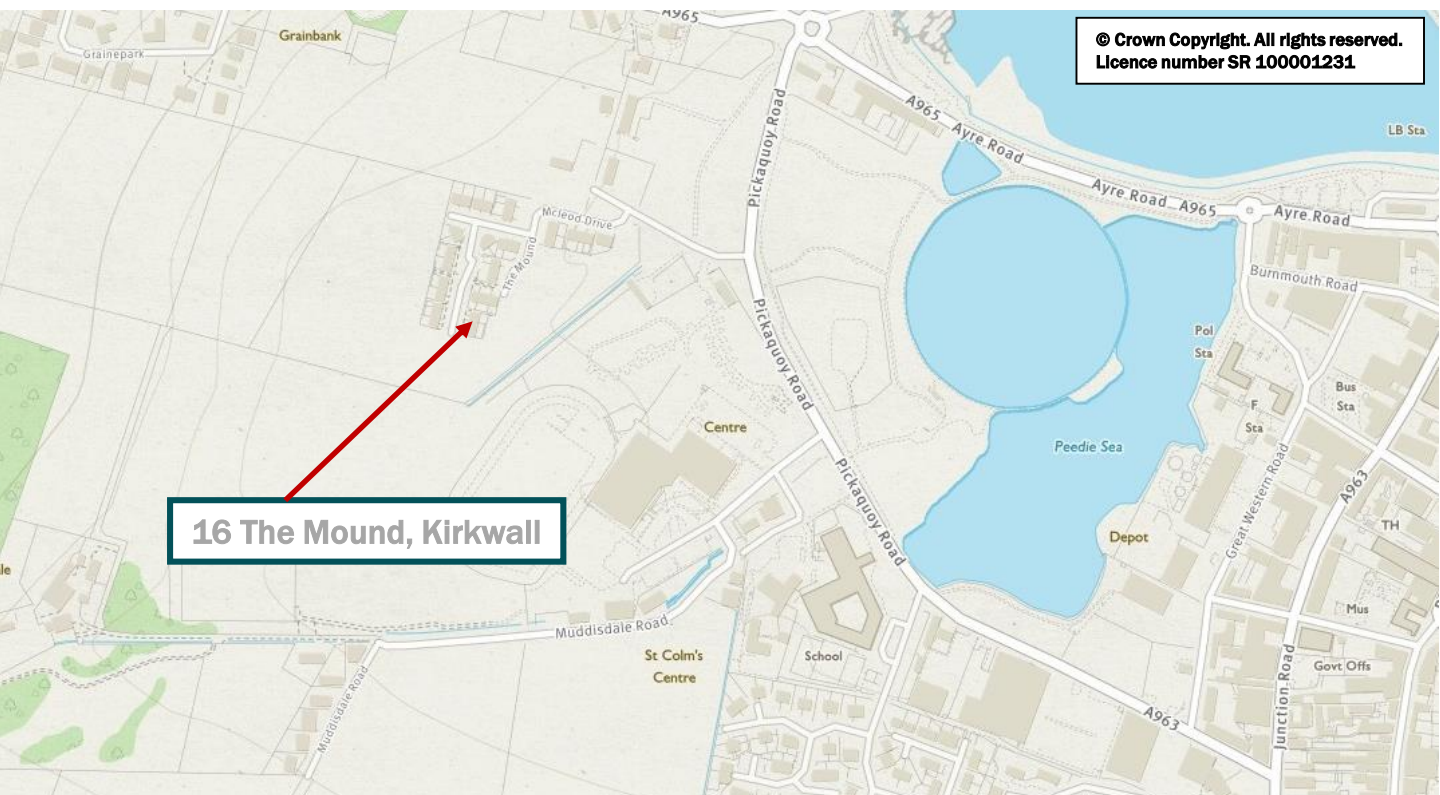 A965
© Crown Copyright. All rights reserved.
Licence number SR 100001231
Grainbank
Grainepark
Pickaquoy Road
A965
Ayre Road
LB Sta
Ayre Road
A965
Ayre Road
Mcleod Drive
The Mound
Burnmouth Road
Pickaquoy Road
Pol
Sta
Bus
Sta
F
Sta
Centre
Peedie Sea
Pickaquoy Road
Great Western Road
A963
16 The Mound, Kirkwall
TH
Depot
le
Mus
Muddisdale Road
St Colm's
Centre
School
Govt Offs
Muddisdale Road
Junction Road
A963